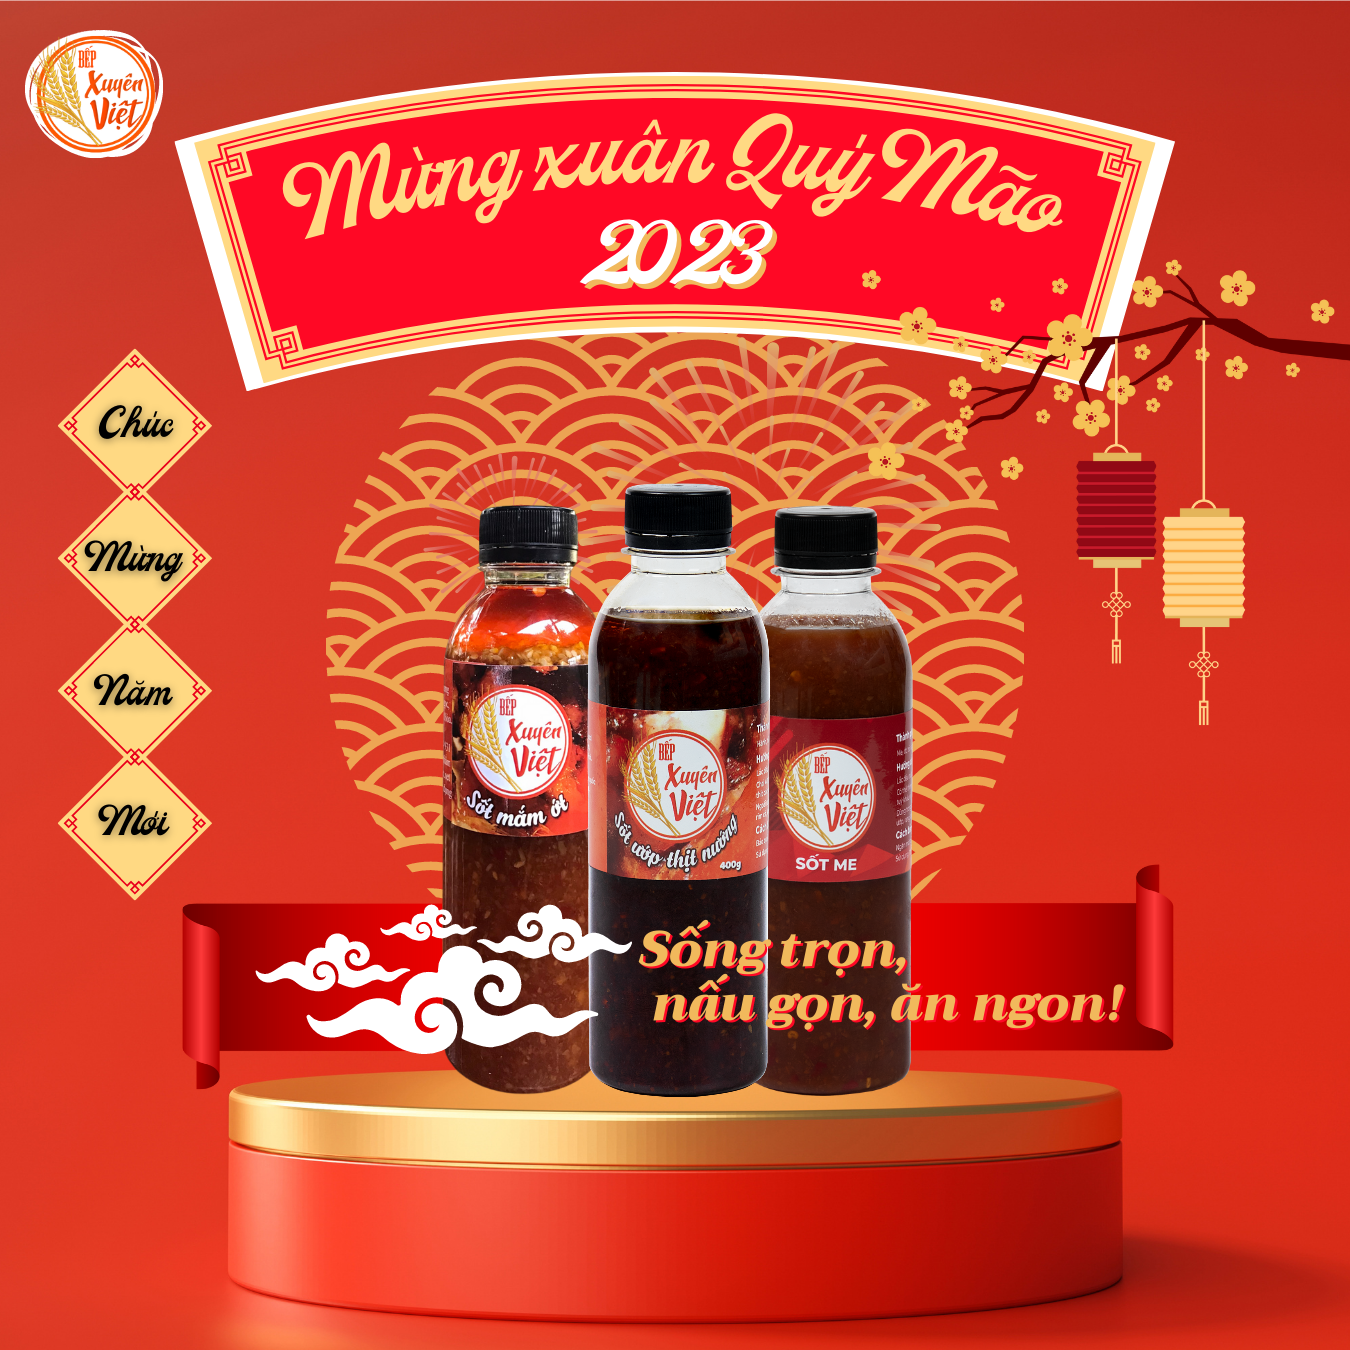 BẾP
Xuyên
Việt
Mừng xuân Quý Mão
2023
Chúc
Mừng
Năm
Mới
BẾP
Xuyên
Việt
Sốt mắm ớt
BẾP
Xuyên
Việt
Sốt ướp thịt nướng
400g
BẾP
Xuyên
Việt
SỐT ME
Sống trọn,
nấu gọn, ăn ngon!